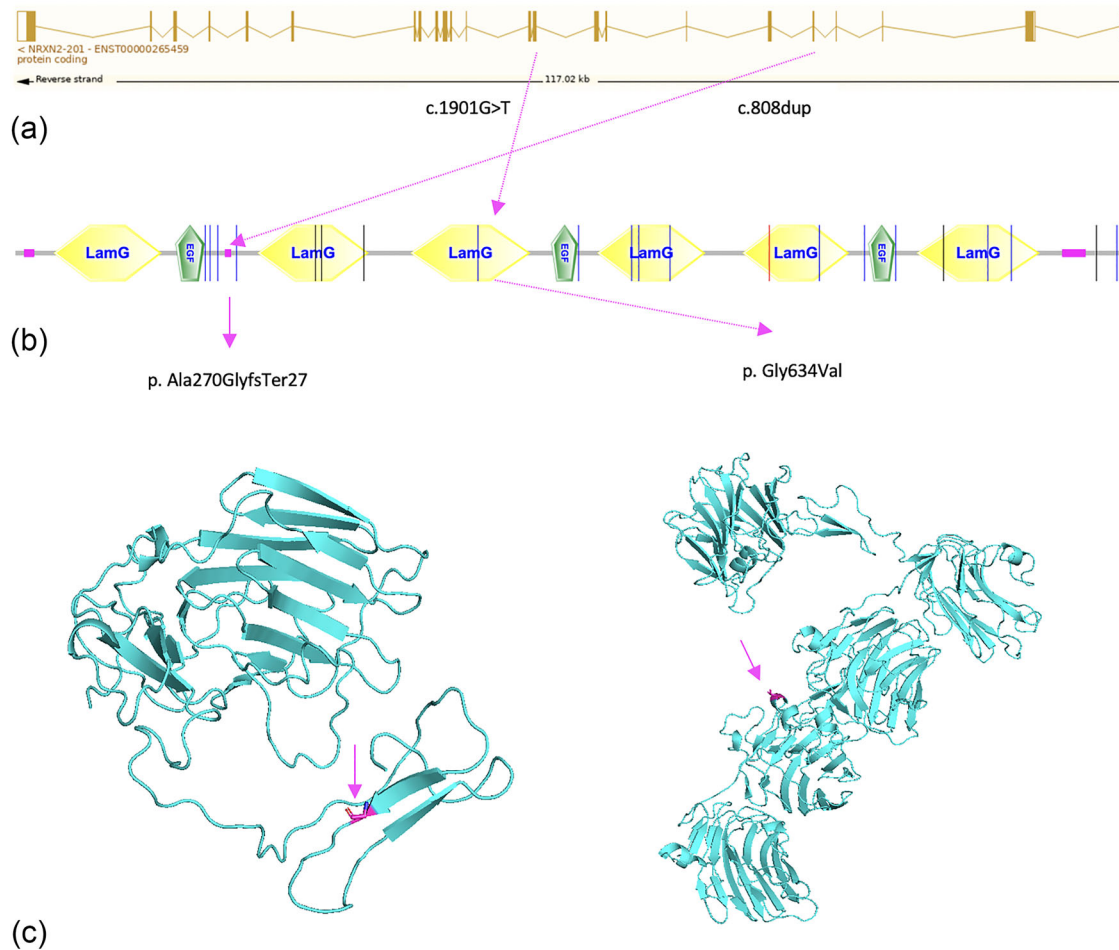 < NRXN2-201 - ENST00000265459
protein coding
Reverse strand 117.02 kb
c.1901G>T c.808dup
(a)
LamG EGF LamG LamG EGF LamG LamG EGF LamG
(b)
p. Ala270GlyfsTer27 p. Gly634Val
(c)